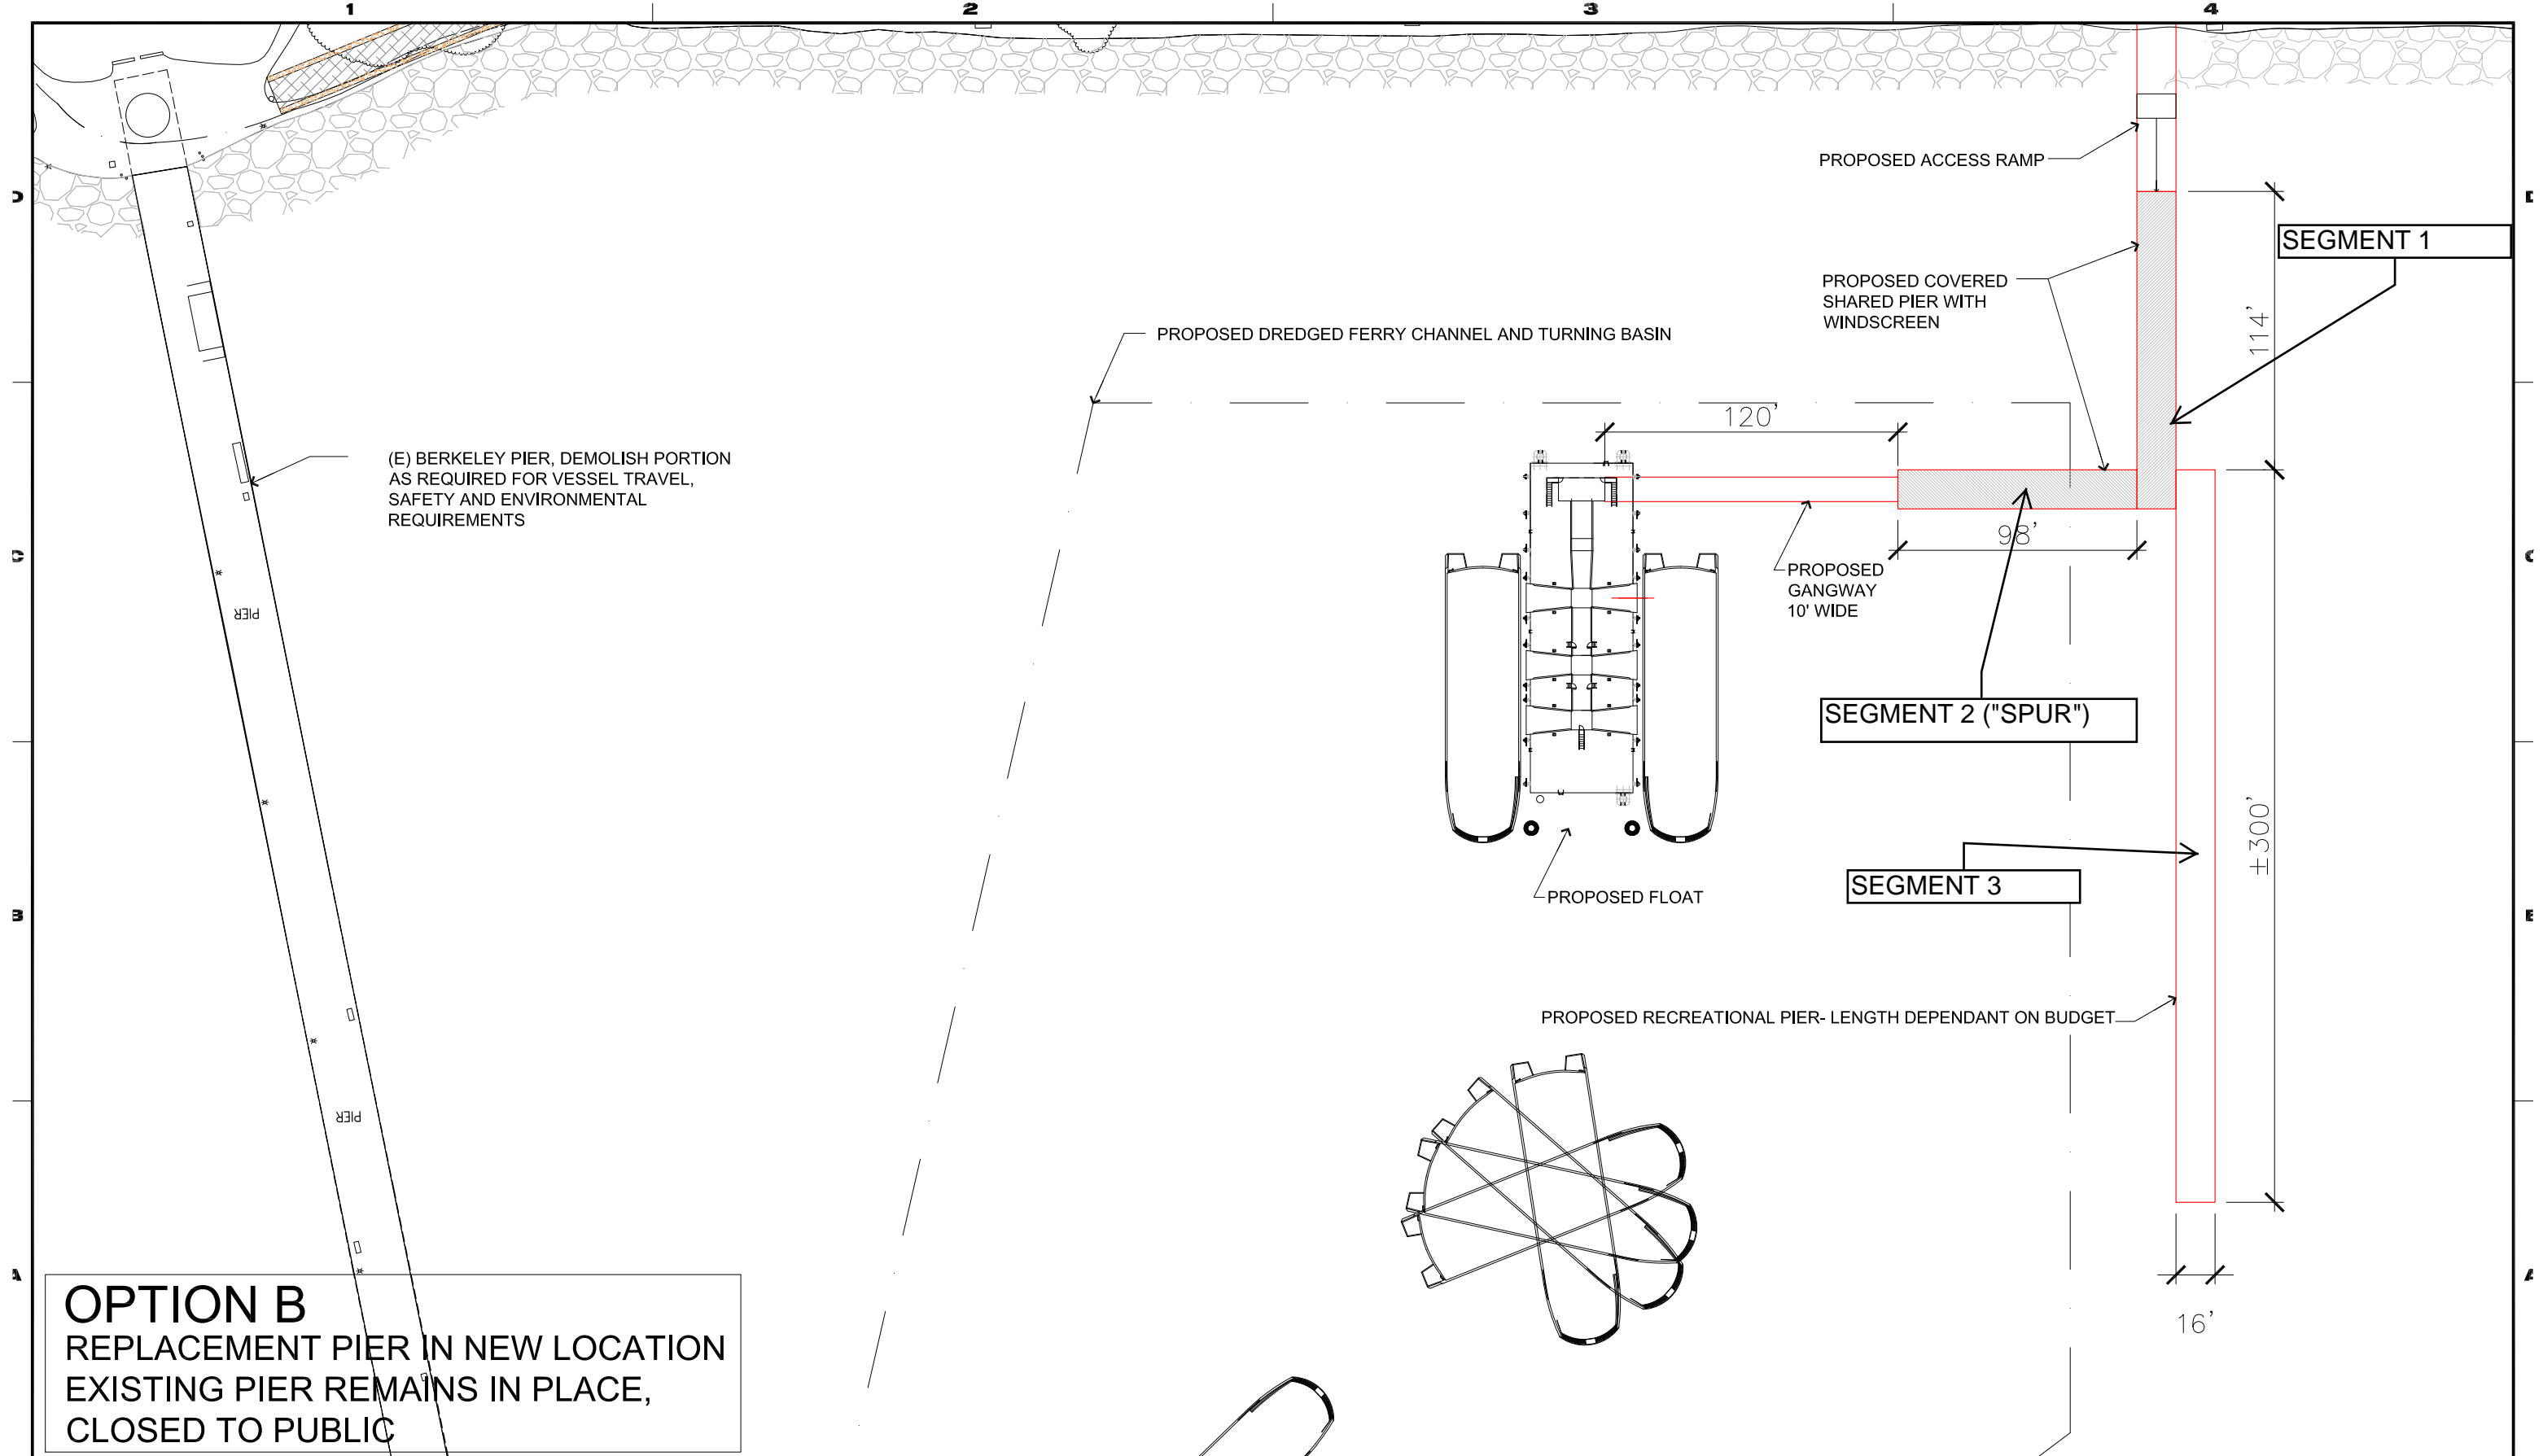 1
2
3
4
D
PROPOSED ACCESS RAMP
SEGMENT 1
PROPOSED COVERED
SHARED PIER WITH
WINDSCREEN
114'
PROPOSED DREDGED FERRY CHANNEL AND TURNING BASIN
120'
(E) BERKELEY PIER, DEMOLISH PORTION
AS REQUIRED FOR VESSEL TRAVEL,
SAFETY AND ENVIRONMENTAL
REQUIREMENTS
98'
C
C
PROPOSED
GANGWAY
10' WIDE
PIER
SEGMENT 2 ("SPUR")
±300'
SEGMENT 3
PROPOSED FLOAT
B
PROPOSED RECREATIONAL PIER- LENGTH DEPENDANT ON BUDGET
PIER
A
A
16'
OPTION B
REPLACEMENT PIER IN NEW LOCATION
EXISTING PIER REMAINS IN PLACE,
CLOSED TO PUBLIC